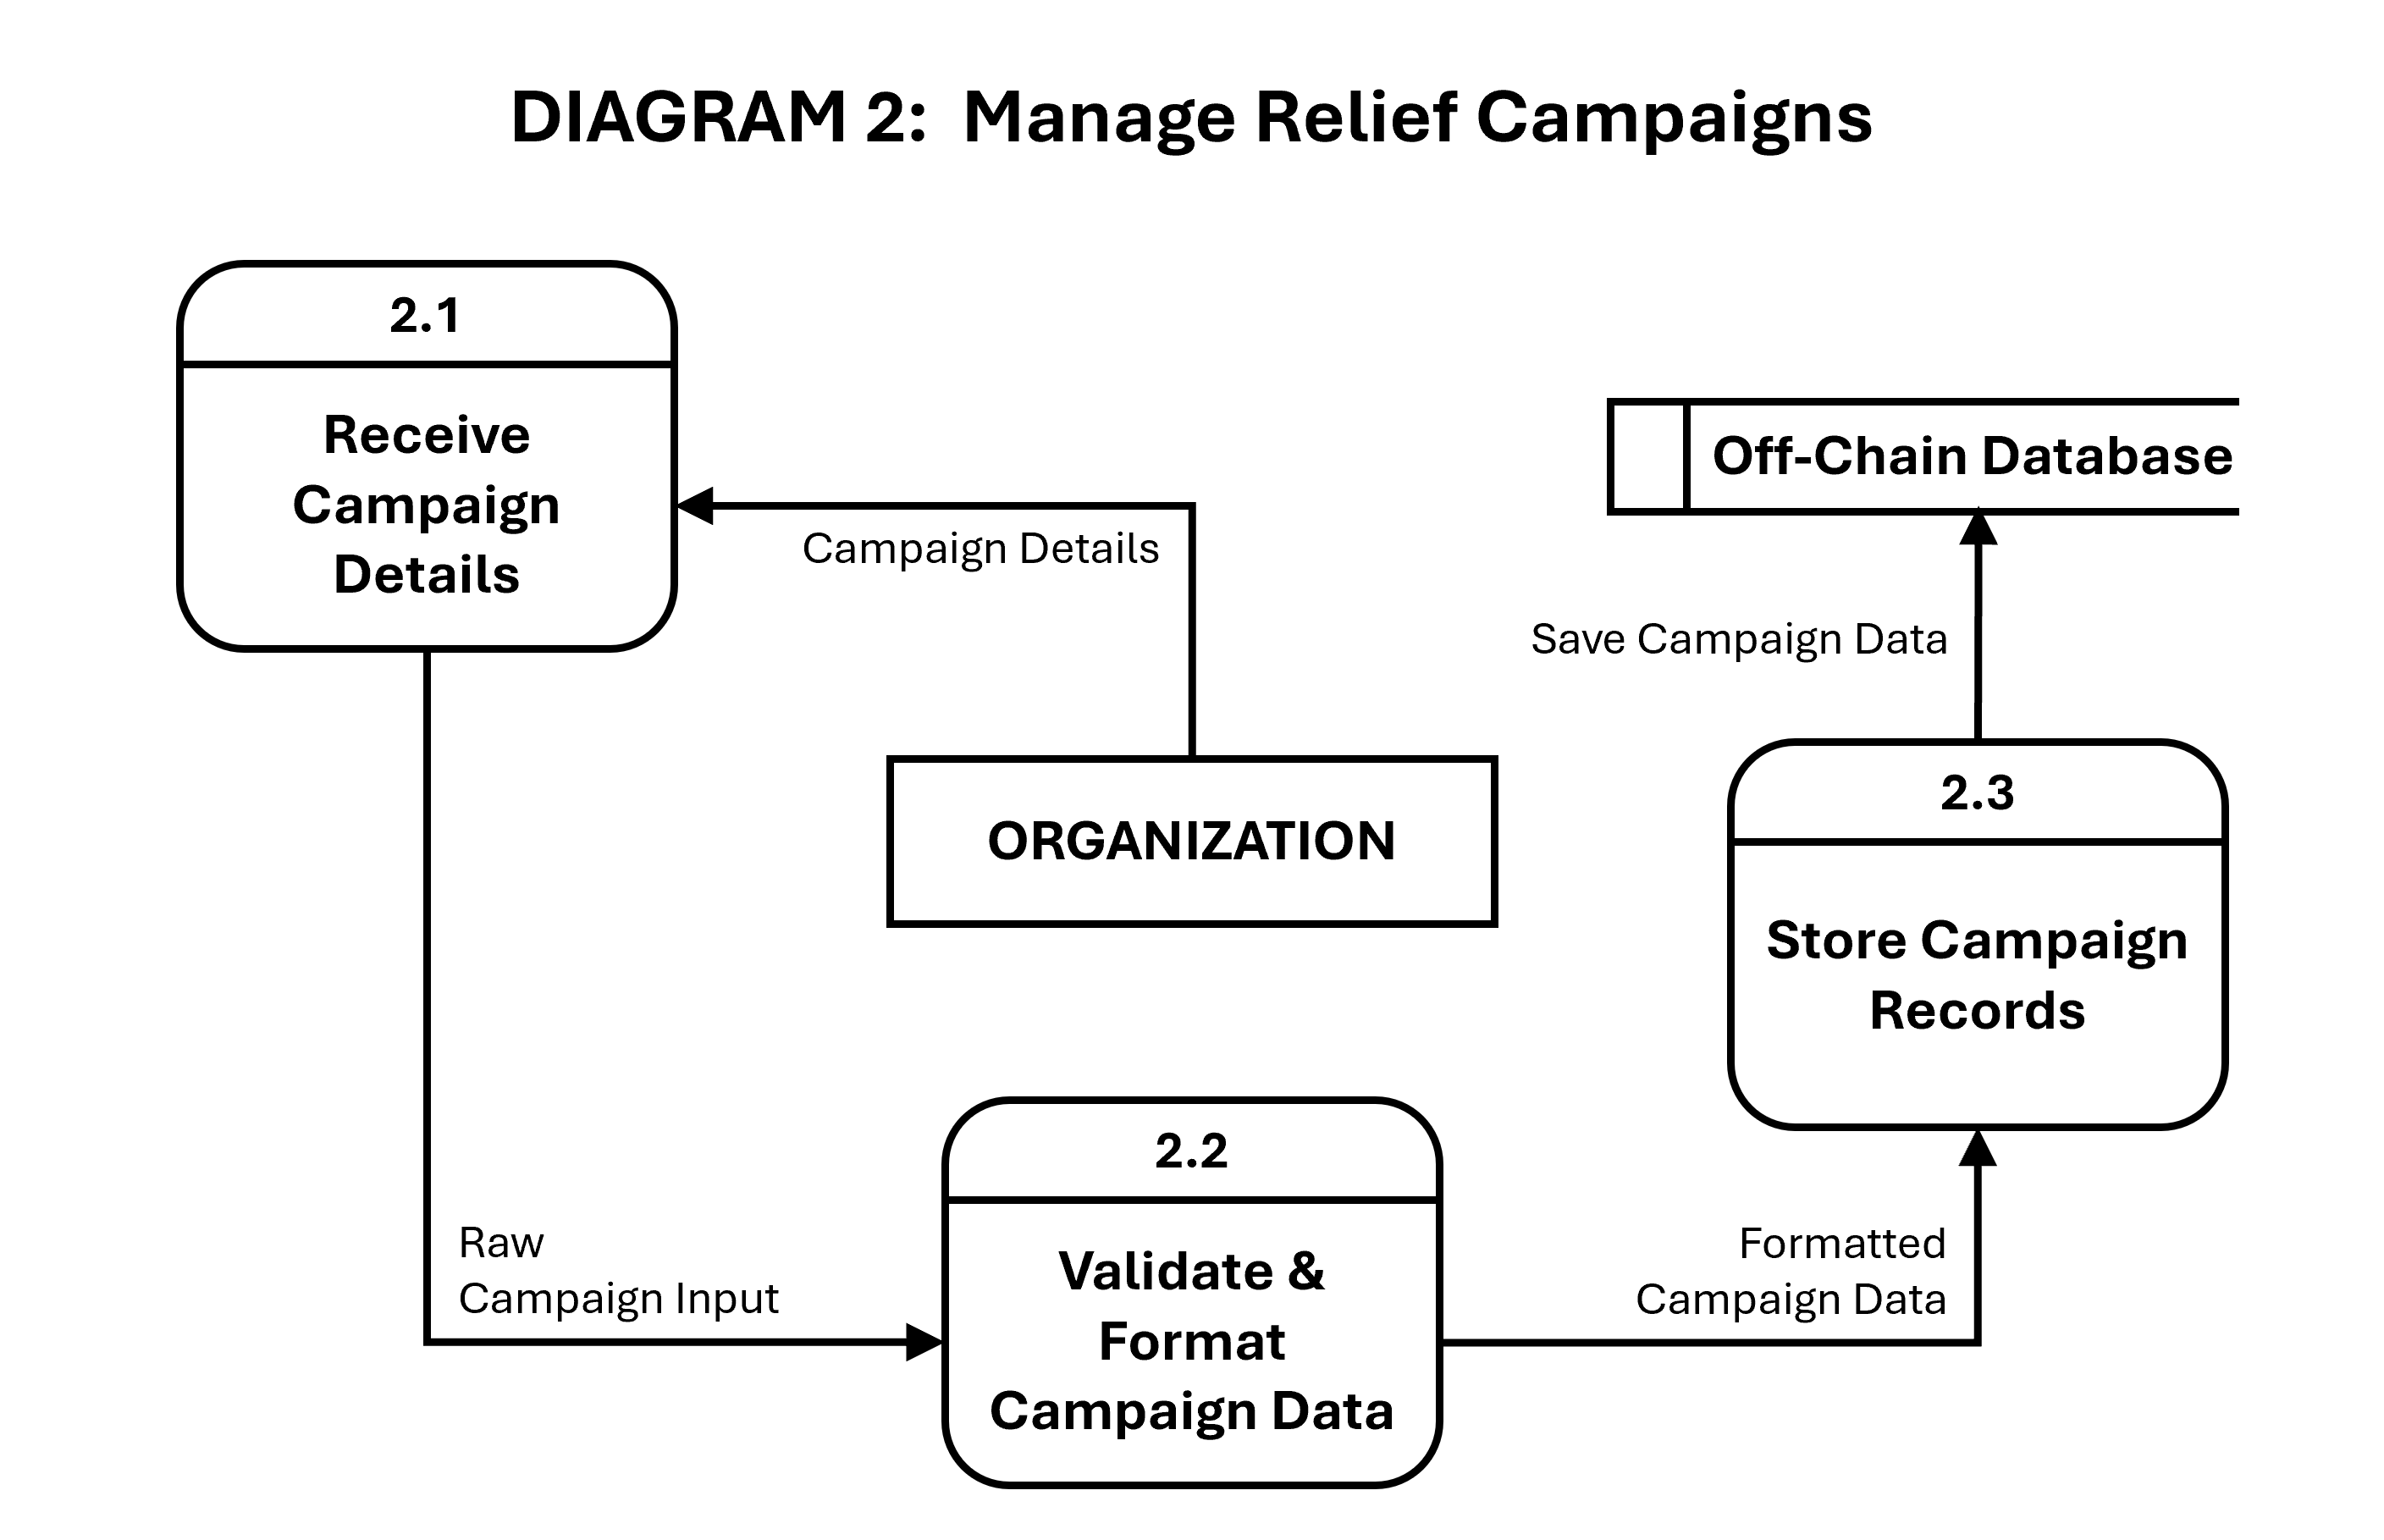 DIAGRAM 2: Manage Relief Campaigns
2.1
Receive
Campaign
Details
Off-Chain Database
Campaign Details
Save Campaign Data
ORGANIZATION
2.3
Store Campaign
Records
2.2
Validate &
Format
Campaign Data
Raw
Campaign Input
Formatted
Campaign Data